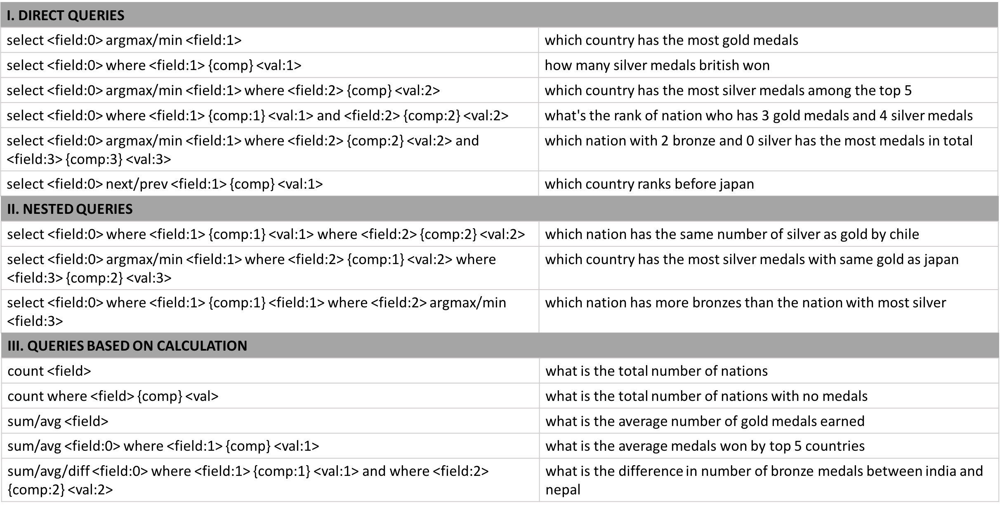 I. DIRECT QUERIES
select <field:0> argmax/min <field:1>
which country has the most gold medals
select <field:0> where <field:1> {comp} <val:1>
how many silver medals british won
select <field:0> argmax/min <field:1> where <field:2> {comp} <val:2>
which country has the most silver medals among the top 5
select <field:0> where <field:1> {comp:1} <val:1> and <field:2> {comp:2} <val:2>
what's the rank of nation who has 3 gold medals and 4 silver medals
select <field:0> argmax/min <field:1> where <field:2> {comp:2} <val:2> and
<field:3> {comp:3} <val:3>
which nation with 2 bronze and 0 silver has the most medals in total
select <field:0> next/prev <field:1> {comp} <val:1>
which country ranks before japan
II. NESTED QUERIES
select <field:0> where <field:1> {comp:1} <val:1> where <field:2> {comp:2} <val:2>
which nation has the same number of silver as gold by chile
select <field:0> argmax/min <field:1> where <field:2> {comp:1} <val:2> where
<field:3> {comp:2} <val:3>
which country has the most silver medals with same gold as japan
select <field:0> where <field:1> {comp:1} <field:1> where <field:2> argmax/min
<field:3>
which nation has more bronzes than the nation with most silver
III. QUERIES BASED ON CALCULATION
count <field>
what is the total number of nations
count where <field> {comp} <val>
what is the total number of nations with no medals
sum/avg <field>
what is the average number of gold medals earned
sum/avg <field:0> where <field:1> {comp} <val:1>
what is the average medals won by top 5 countries
sum/avg/diff <field:0> where <field:1> {comp:1} <val:1> and where <field:2>
{comp:2} <val:2>
what is the difference in number of bronze medals between india and
nepal